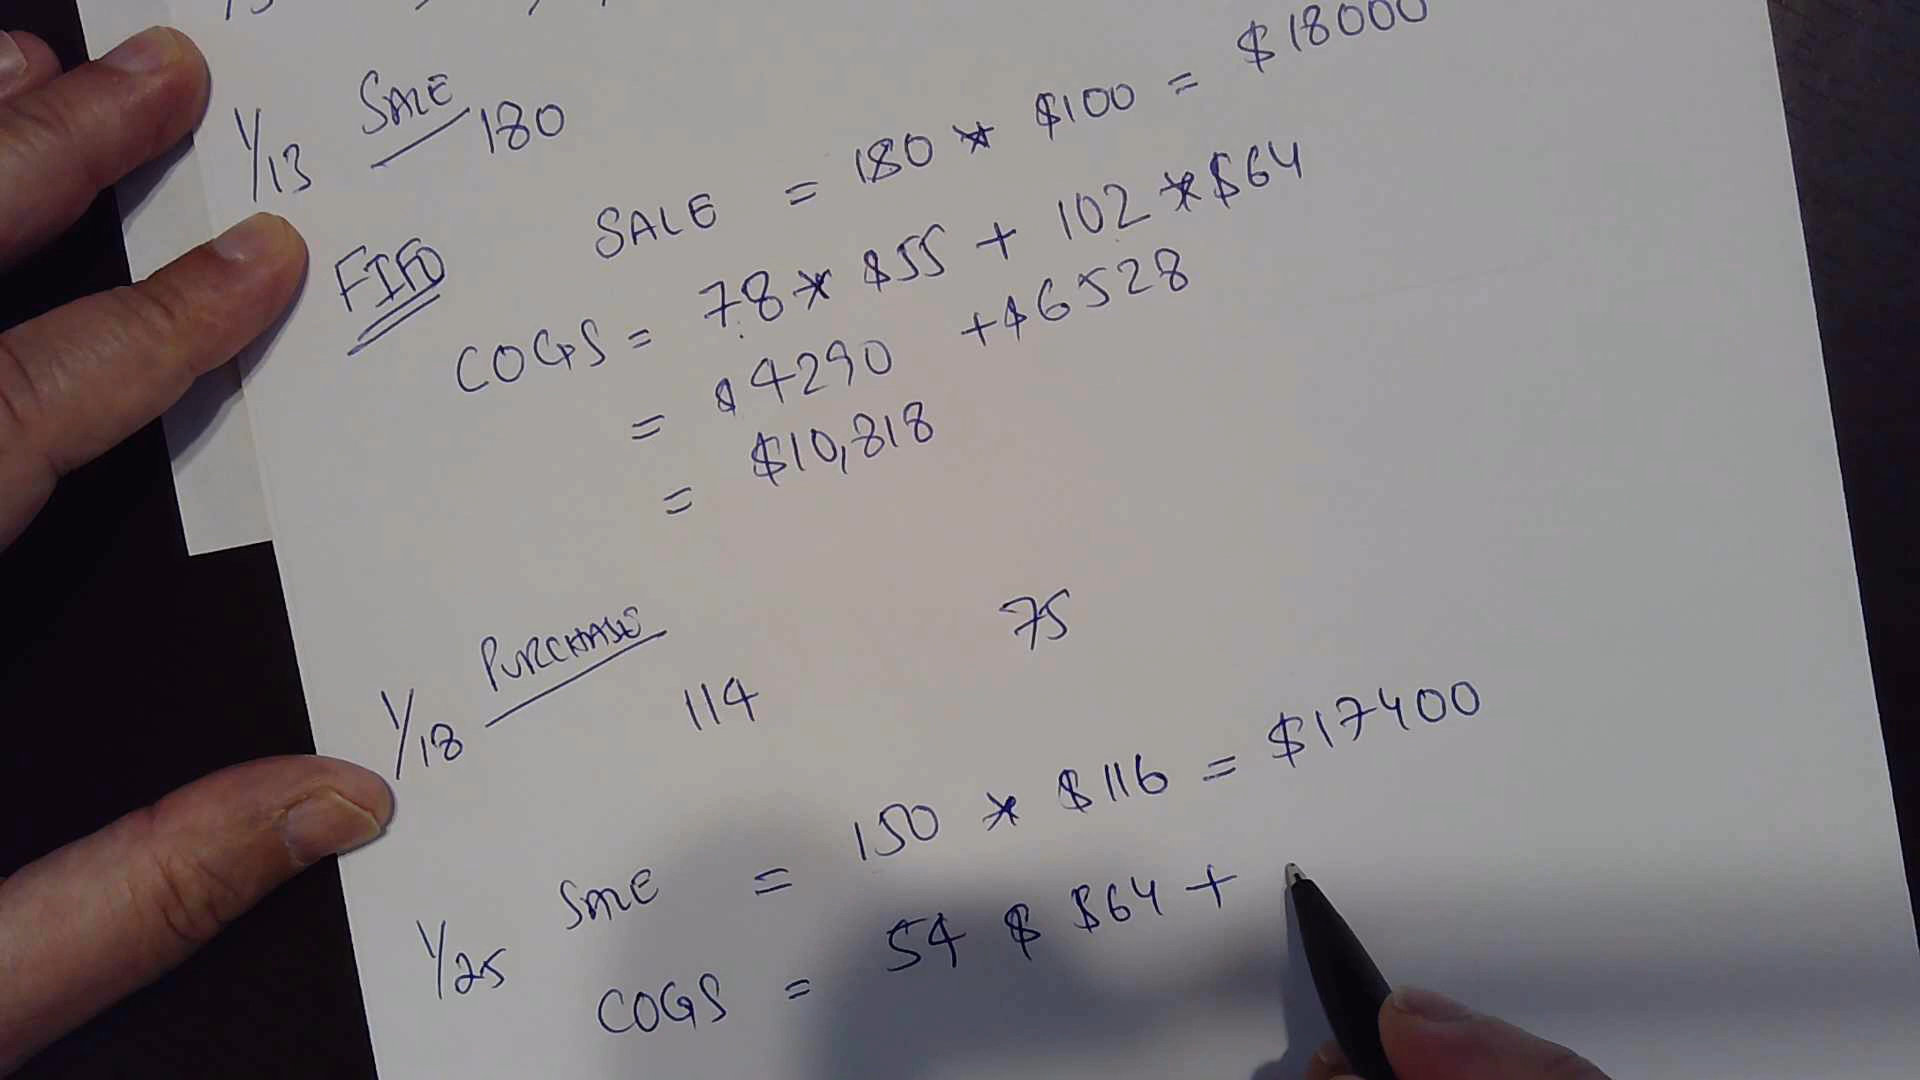 1/13 SALE 180
SALE = 180 * $100 = $18000
FIFO
COGS = 78 * $55 + 102 * $64
= $4290 + $6528
= $10,818
1/18 PURCHASE 114 75
1/25 SALE = 150 * $116 = $17400
COGS = 54 $ $64 +